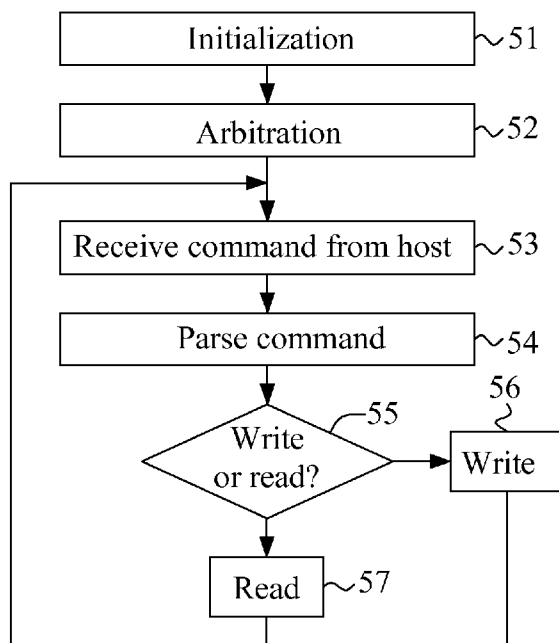 Initialization
51
Arbitration
52
Receive command from host
53
Parse command
54
55
56
Write
or read?
Write
Read
57